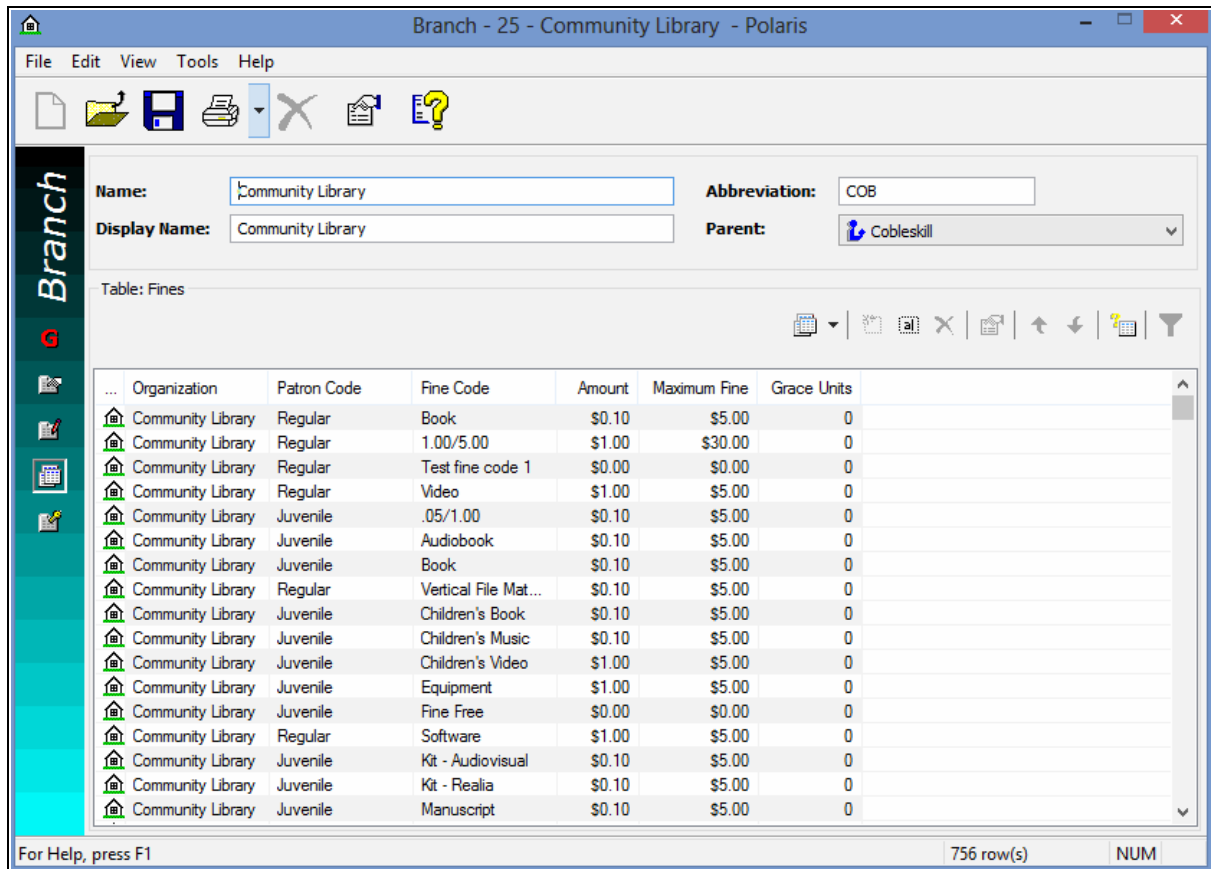 Branch - 25 - Community Library - Polaris
File Edit View Tools Help
Branch
Name: Community Library Abbreviation: COB
Display Name: Community Library Parent: Cobleskill
Table: Fines
... Organization Patron Code Fine Code Amount Maximum Fine Grace Units
Community Library Regular Book $0.10 $5.00 0
Community Library Regular 1.00/5.00 $1.00 $30.00 0
Community Library Regular Test fine code 1 $0.00 $0.00 0
Community Library Regular Video $1.00 $5.00 0
Community Library Juvenile .05/1.00 $0.10 $5.00 0
Community Library Juvenile Audiobook $0.10 $5.00 0
Community Library Juvenile Book $0.10 $5.00 0
Community Library Regular Vertical File Mat... $0.10 $5.00 0
Community Library Juvenile Children's Book $0.10 $5.00 0
Community Library Juvenile Children's Music $0.10 $5.00 0
Community Library Juvenile Children's Video $1.00 $5.00 0
Community Library Juvenile Equipment $1.00 $5.00 0
Community Library Juvenile Fine Free $0.00 $0.00 0
Community Library Regular Software $1.00 $5.00 0
Community Library Juvenile Kit - Audiovisual $0.10 $5.00 0
Community Library Juvenile Kit - Realia $0.10 $5.00 0
Community Library Juvenile Manuscript $0.10 $5.00 0
For Help, press F1 756 row(s) NUM